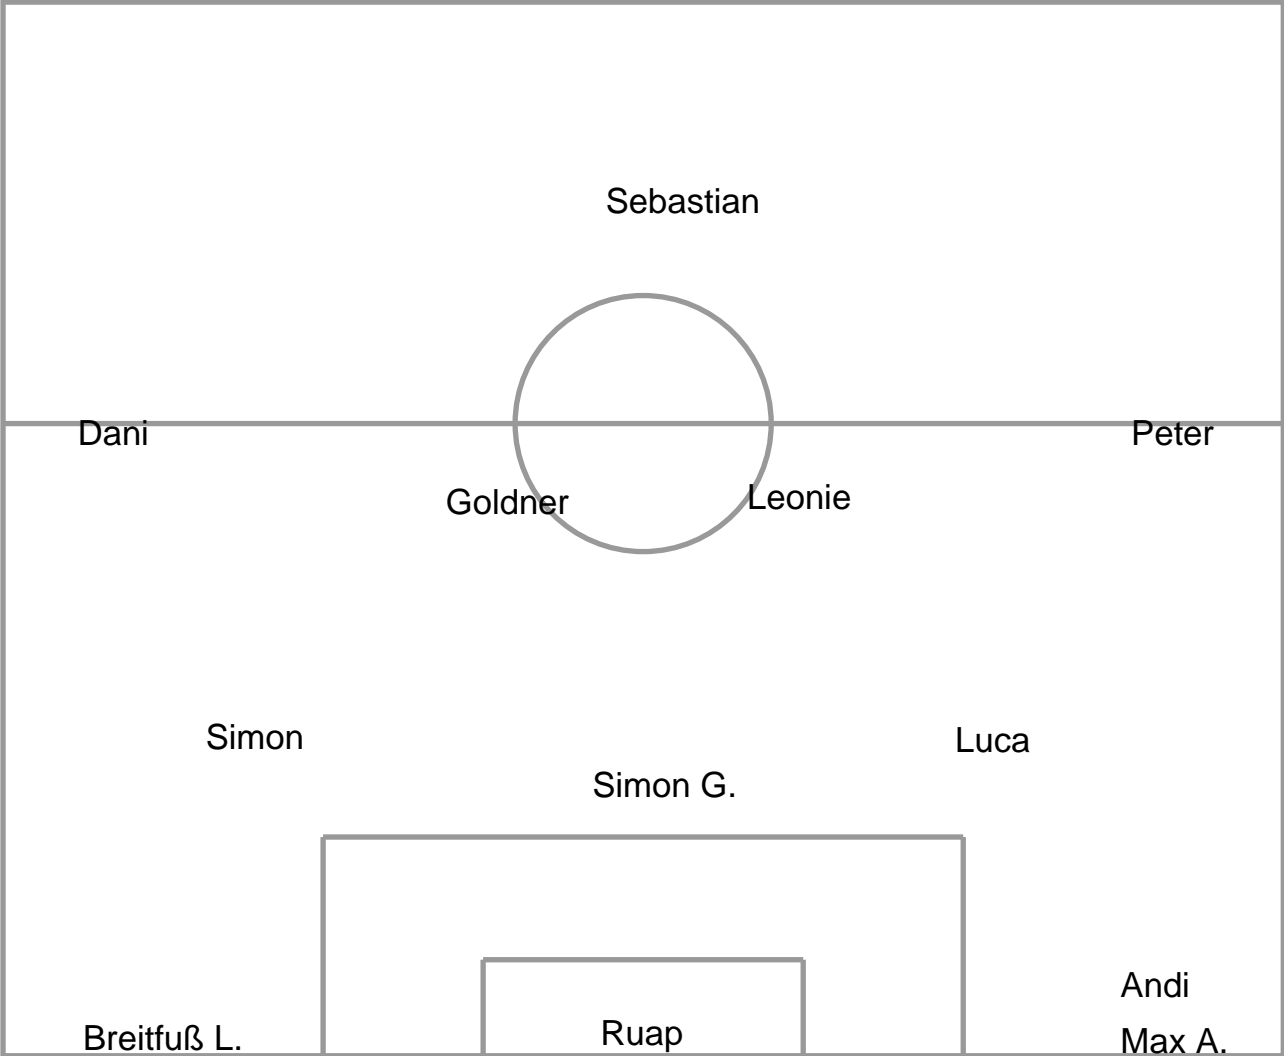 Sebastian
Dani
Peter
Goldner
Leonie
Simon
Luca
Simon G.
Andi
Breitfuß L.
Ruap
Max A.